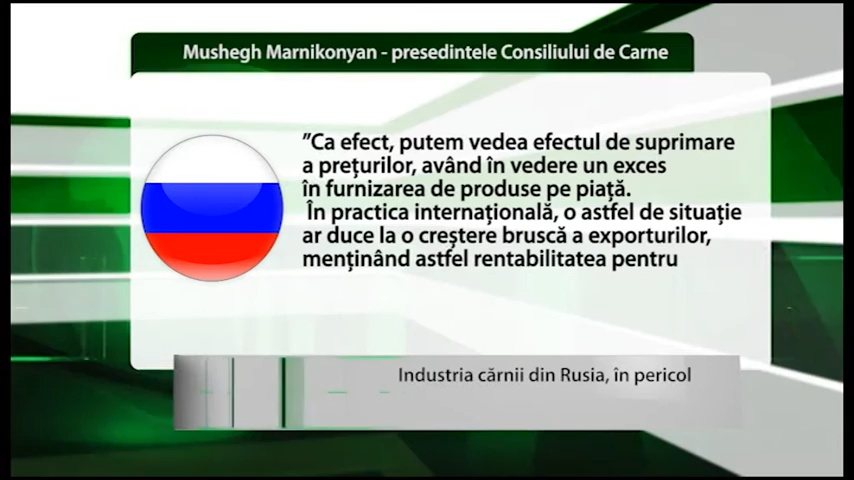 Mushegh Marnikonyan - presedintele Consiliului de Carne
”Ca efect, putem vedea efectul de suprimare
a prețurilor, având în vedere un exces
în furnizarea de produse pe piață.
În practica internațională, o astfel de situație
ar duce la o creștere bruscă a exporturilor,
menținând astfel rentabilitatea pentru
Industria cărnii din Rusia, în pericol